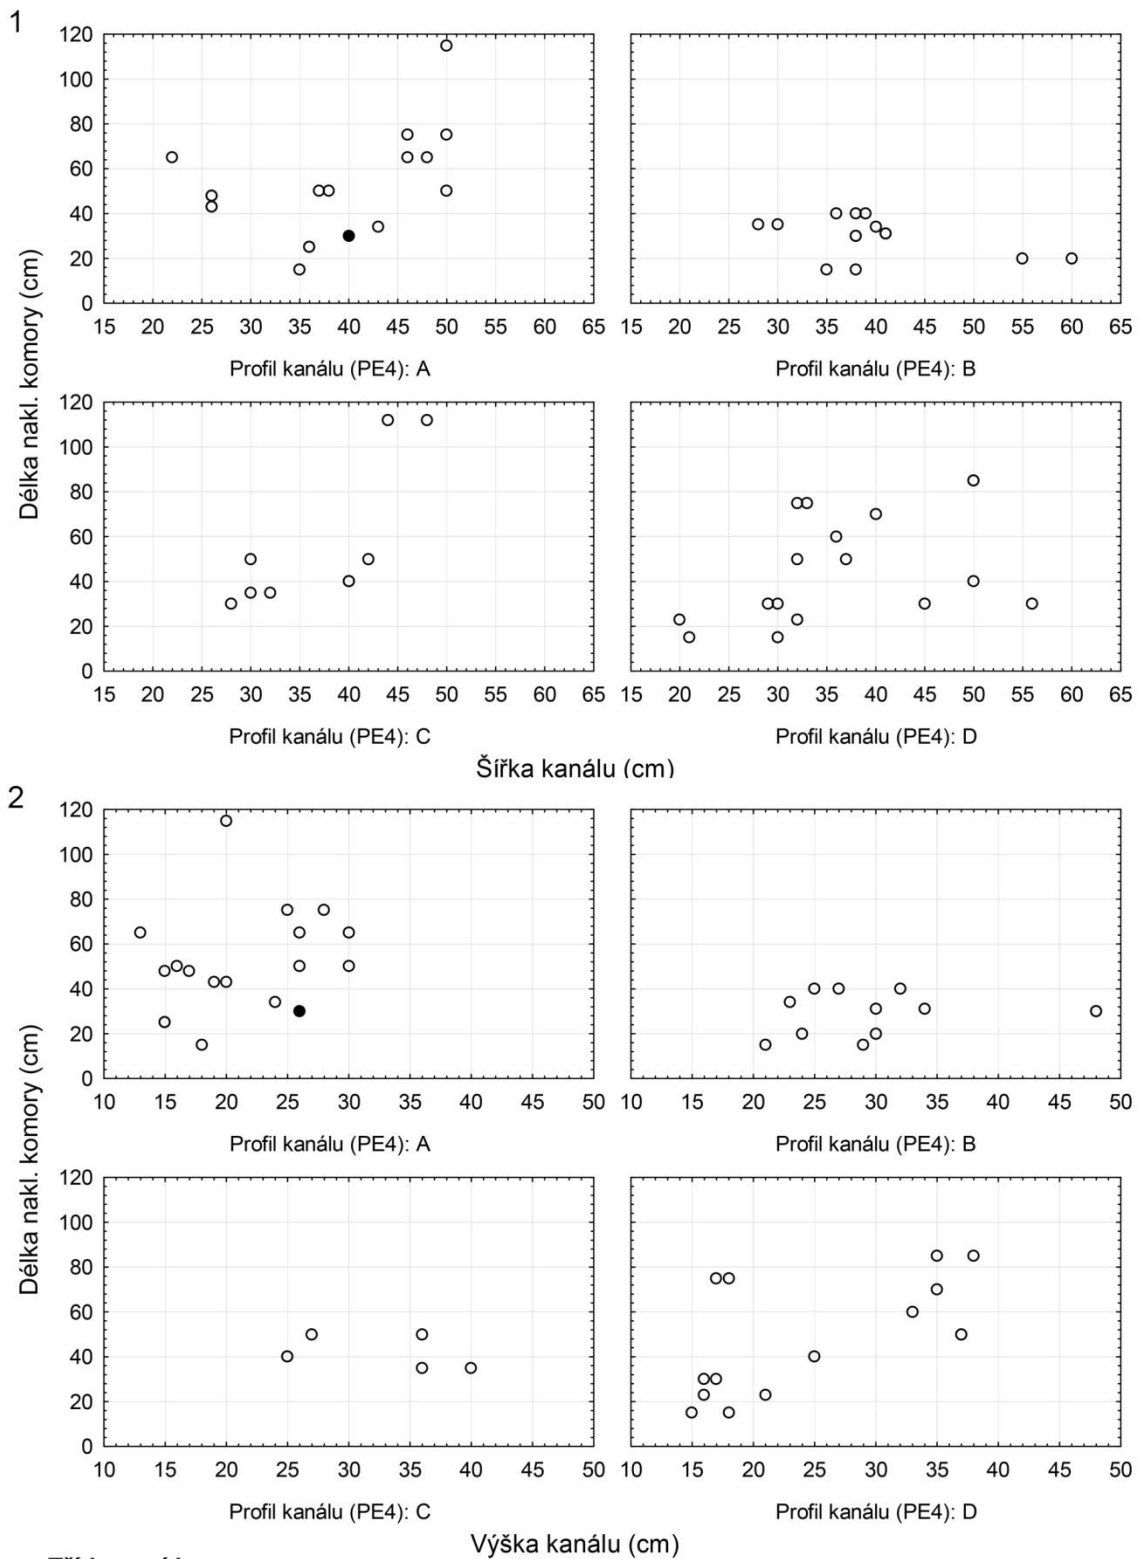 1
Délka nakl. komory (cm)
120
100
80
60
40
20
0
15 20 25 30 35 40 45 50 55 60 65
15 20 25 30 35 40 45 50 55 60 65
Profil kanálu (PE4): A
Profil kanálu (PE4): B
120
100
80
60
40
20
0
15 20 25 30 35 40 45 50 55 60 65
15 20 25 30 35 40 45 50 55 60 65
Profil kanálu (PE4): C
Profil kanálu (PE4): D
Šířka kanálu (cm)
2
Délka nakl. komory (cm)
120
100
80
60
40
20
0
10 15 20 25 30 35 40 45 50
10 15 20 25 30 35 40 45 50
Profil kanálu (PE4): A
Profil kanálu (PE4): B
120
100
80
60
40
20
0
10 15 20 25 30 35 40 45 50
10 15 20 25 30 35 40 45 50
Profil kanálu (PE4): C
Profil kanálu (PE4): D
Výška kanálu (cm)